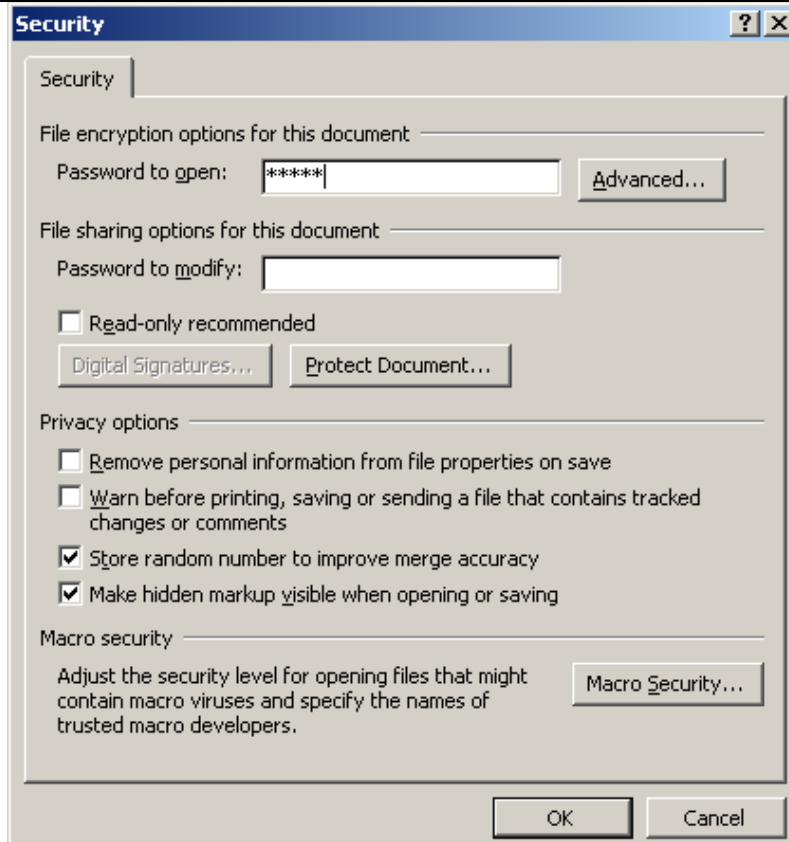 Security
Security
File encryption options for this document
Password to open: *****
Advanced...
File sharing options for this document
Password to modify:
Read-only recommended
Digital Signatures... Protect Document...
Privacy options
Remove personal information from file properties on save
Warn before printing, saving or sending a file that contains tracked
changes or comments
Store random number to improve merge accuracy
Make hidden markup visible when opening or saving
Macro security
Adjust the security level for opening files that might
contain macro viruses and specify the names of
trusted macro developers.
Macro Security...
OK Cancel